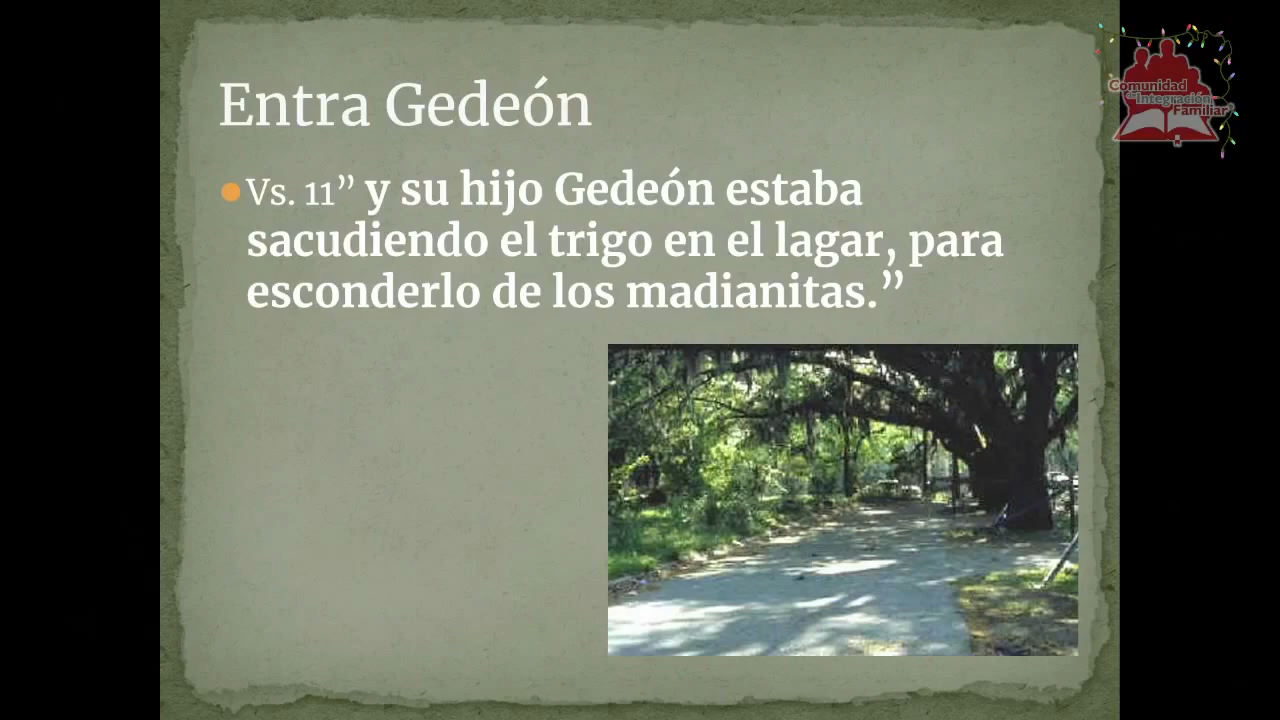 Entra Gedeón
Vs. 11” y su hijo Gedeón estaba
sacudiendo el trigo en el lagar, para
esconderlo de los madianitas.”
Comunidad
de Integración
Familiar